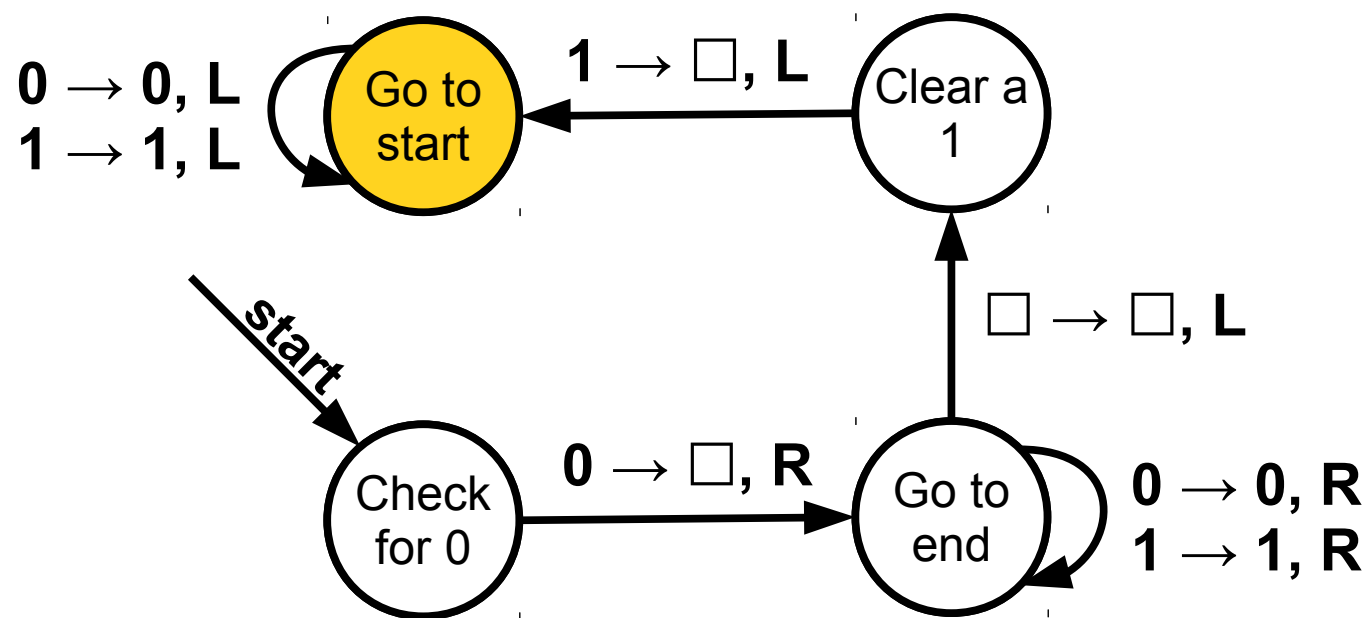 0 → 0, L
1 → 1, L
Go to
start
1 → □, L
Clear a
1
□ → □, L
start
Check
for 0
0 → □, R
Go to
end
0 → 0, R
1 → 1, R